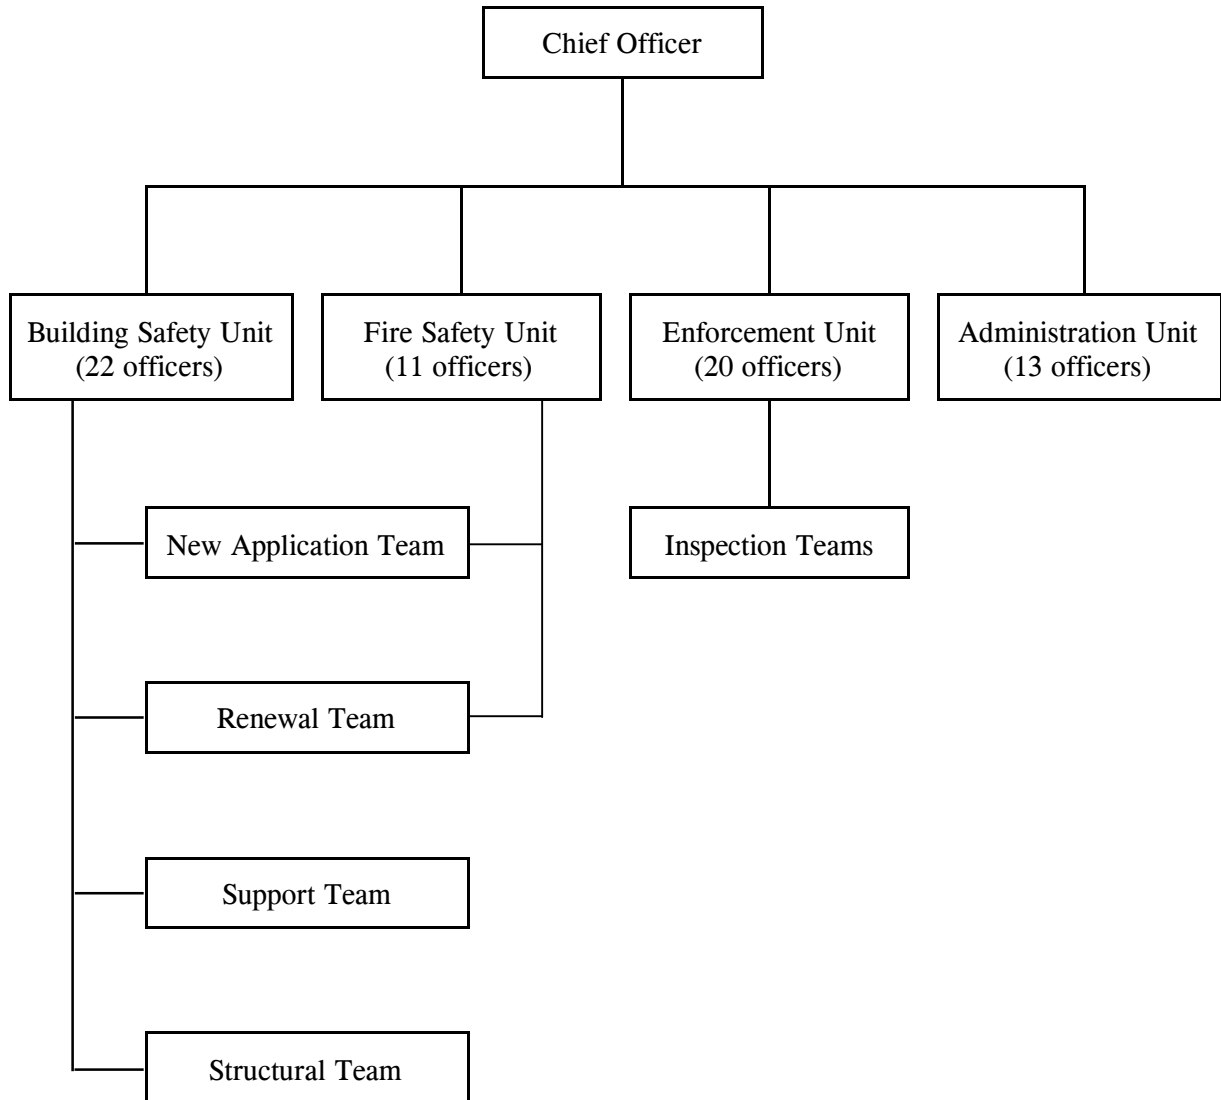 Chief Officer
Building Safety Unit
(22 officers)
Fire Safety Unit
(11 officers)
Enforcement Unit
(20 officers)
Administration Unit
(13 officers)
New Application Team
Inspection Teams
Renewal Team
Support Team
Structural Team